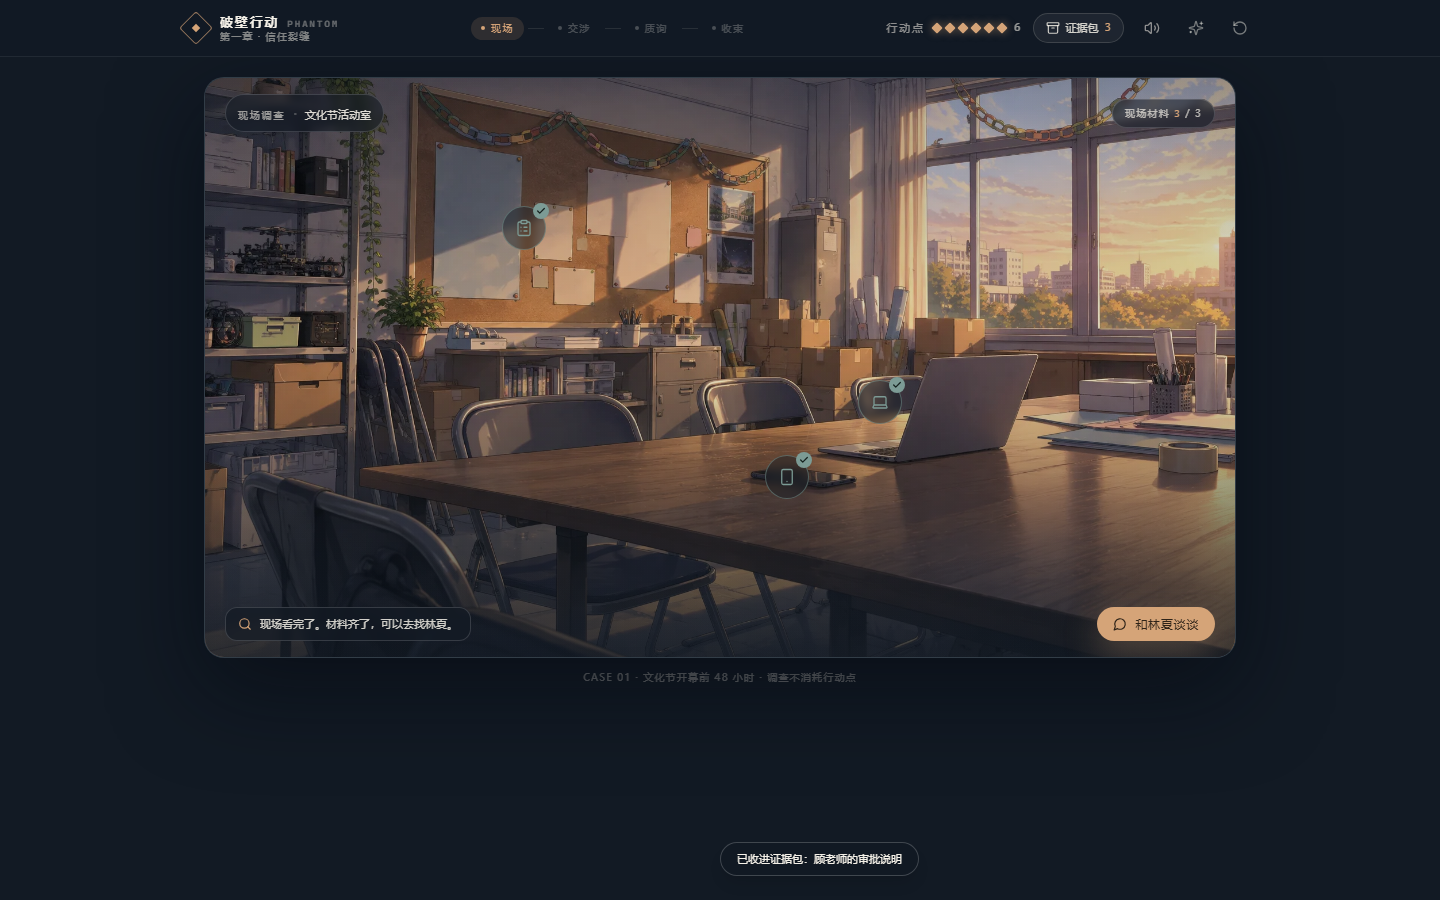 破壁行动 PHANTOM
第一章 · 信任裂缝
现场
交涉
质询
收束
行动点 6
证据包 3
现场调查 · 文化节活动室
现场材料 3 / 3
现场看完了。材料齐了，可以去找林夏。
和林夏谈谈
CASE 01 · 文化节开幕前 48 小时 · 调查不消耗行动点
已收进证据包：顾老师的审批说明